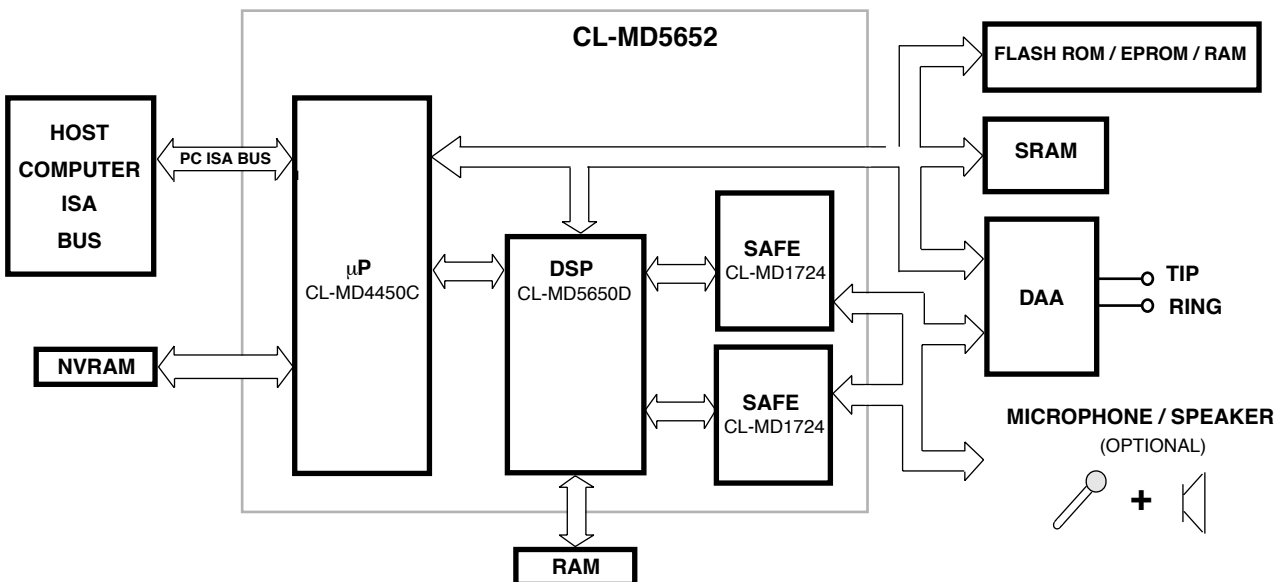 CL-MD5652
FLASH ROM / EPROM / RAM
HOST
COMPUTER
ISA
BUS
PC ISA BUS
SRAM
µP
CL-MD4450C
DSP
CL-MD5650D
SAFE
CL-MD1724
DAA
TIP
RING
NVRAM
SAFE
CL-MD1724
MICROPHONE / SPEAKER
(OPTIONAL)
+
RAM